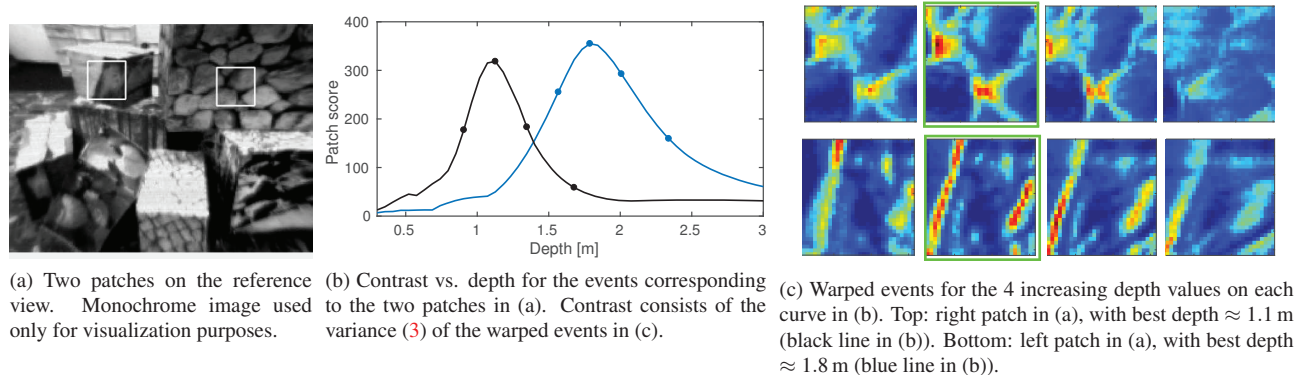 400
300
200
100
0
Patch score
0.5 1 1.5 2 2.5 3
Depth [m]
(a) Two patches on the reference
view. Monochrome image used
only for visualization purposes.
(b) Contrast vs. depth for the events corresponding
to the two patches in (a). Contrast consists of the
variance (3) of the warped events in (c).
(c) Warped events for the 4 increasing depth values on each
curve in (b). Top: right patch in (a), with best depth ≈ 1.1 m
(black line in (b)). Bottom: left patch in (a), with best depth
≈ 1.8 m (blue line in (b)).